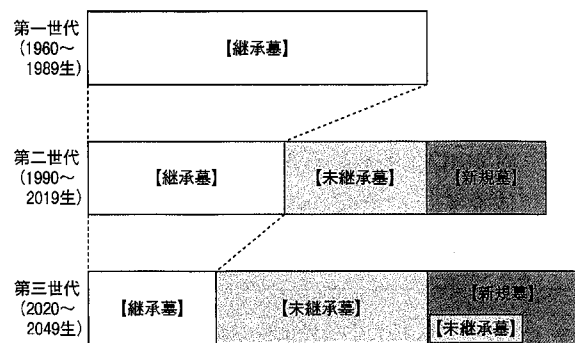 第一世代
(1960～
1989生)
【継承墓】
第二世代
(1990～
2019生)
【継承墓】
【未継承墓】
【新規墓】
第三世代
(2020～
2049生)
【継承墓】
【未継承墓】
【新規墓】
【未継承墓】